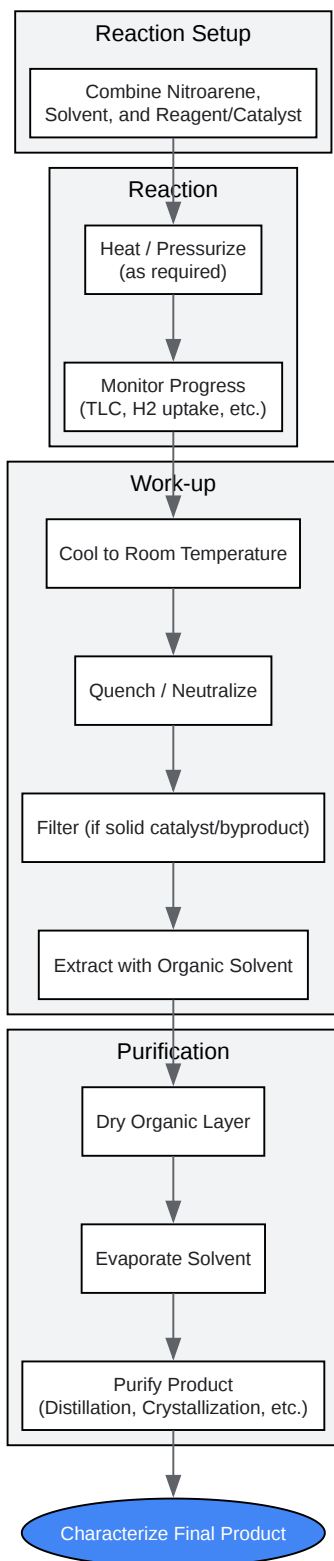 Reaction Setup
Combine Nitroarene,
Solvent, and Reagent/Catalyst
Reaction
Heat / Pressurize
(as required)
Monitor Progress
(TLC, H2 uptake, etc.)
Work-up
Cool to Room Temperature
Quench / Neutralize
Filter (if solid catalyst/byproduct)
Extract with Organic Solvent
Purification
Dry Organic Layer
Evaporate Solvent
Purify Product
(Distillation, Crystallization, etc.)
Characterize Final Product